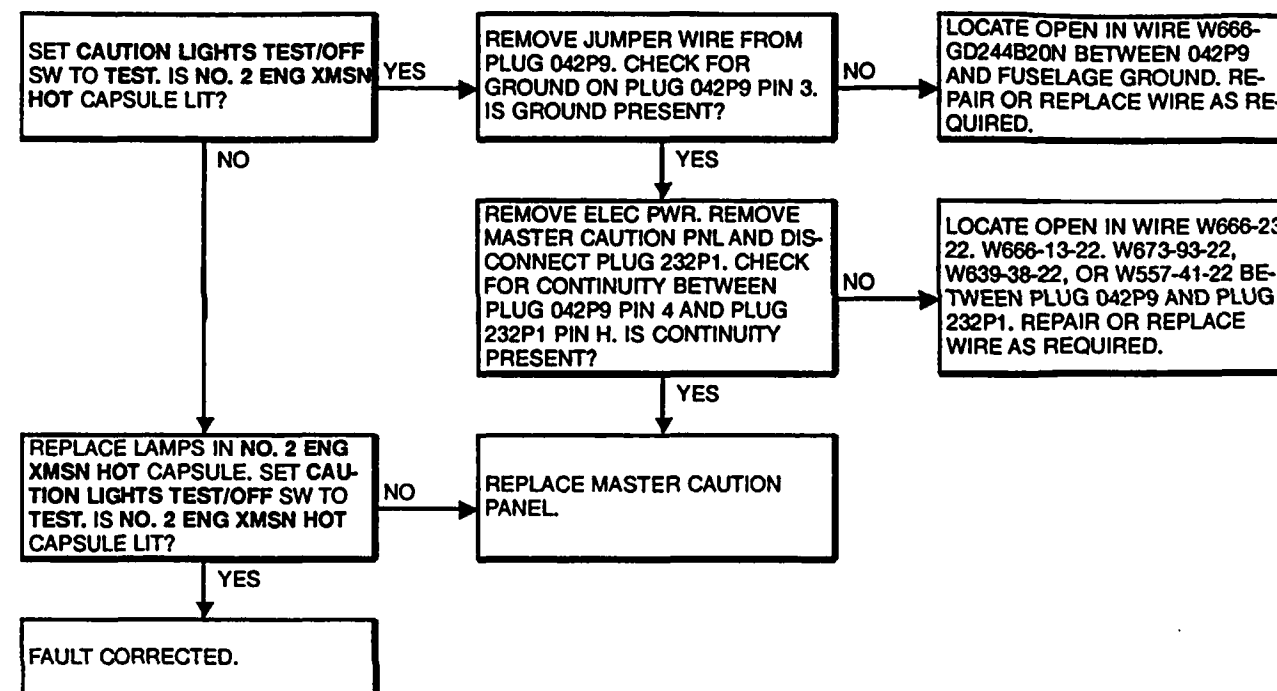 SET CAUTION LIGHTS TEST/OFF
SW TO TEST. IS NO. 2 ENG XMSN
HOT CAPSULE LIT?
YES
REMOVE JUMPER WIRE FROM
PLUG 042P9. CHECK FOR
GROUND ON PLUG 042P9 PIN 3.
IS GROUND PRESENT?
NO
LOCATE OPEN IN WIRE W666-
GD244B20N BETWEEN 042P9
AND FUSELAGE GROUND. RE-
PAIR OR REPLACE WIRE AS RE-
QUIRED.
NO
YES
REMOVE ELEC PWR. REMOVE
MASTER CAUTION PNL AND DIS-
CONNECT PLUG 232P1. CHECK
FOR CONTINUITY BETWEEN
PLUG 042P9 PIN 4 AND PLUG
232P1 PIN H. IS CONTINUITY
PRESENT?
NO
LOCATE OPEN IN WIRE W666-23
22. W666-13-22. W673-93-22,
W639-38-22, OR W557-41-22 BE-
TWEEN PLUG 042P9 AND PLUG
232P1. REPAIR OR REPLACE
WIRE AS REQUIRED.
YES
REPLACE LAMPS IN NO. 2 ENG
XMSN HOT CAPSULE. SET CAU-
TION LIGHTS TEST/OFF SW TO
TEST. IS NO. 2 ENG XMSN HOT
CAPSULE LIT?
NO
REPLACE MASTER CAUTION
PANEL.
YES
FAULT CORRECTED.